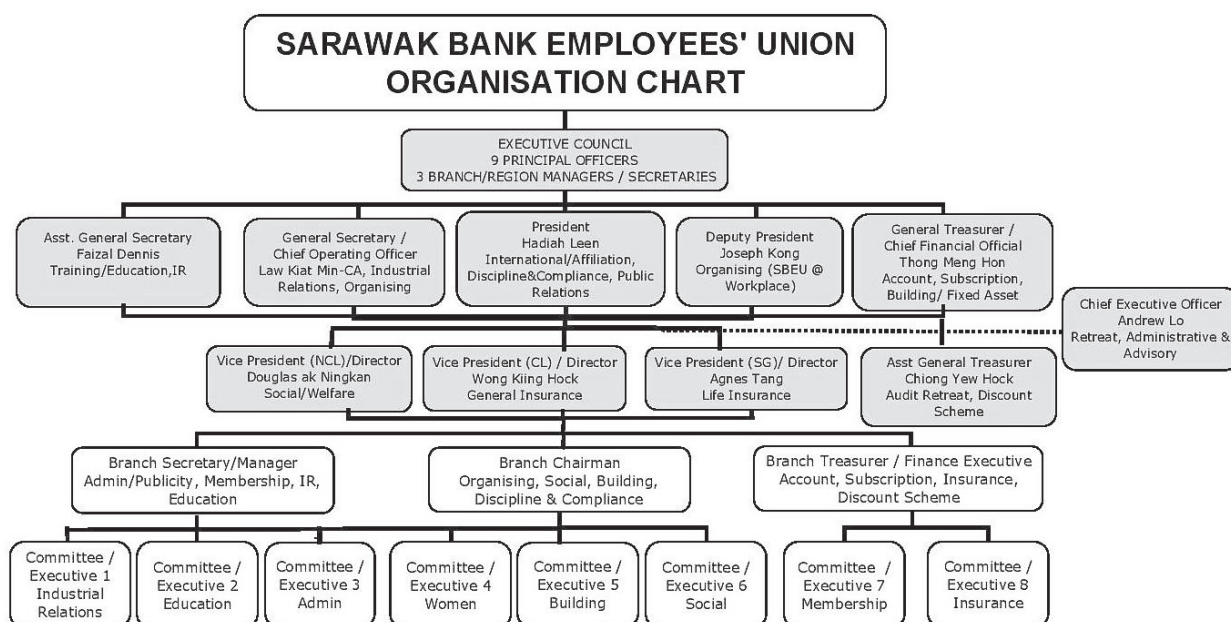 SARAWAK BANK EMPLOYEES' UNION
ORGANISATION CHART
EXECUTIVE COUNCIL
9 PRINCIPAL OFFICERS
3 BRANCH/REGION MANAGERS / SECRETARIES
Asst. General Secretary
Faizal Dennis
Training/Education,IR
General Secretary /
Chief Operating Officer
Law Kiat Min-CA, Industrial
Relations, Organising
President
Hadiah Leen
International/Affiliation,
Discipline&Compliance, Public
Relations
Deputy President
Joseph Kong
Organising (SBEU @
Workplace)
General Treasurer /
Chief Financial Official
Thong Meng Hon
Account, Subscription,
Building/ Fixed Asset
Chief Executive Officer
Andrew Lo
Retreat, Administrative &
Advisory
Vice President (NCL)/Director
Douglas ak Ningkan
Social/Welfare
Vice President (CL) / Director
Wong Kiing Hock
General Insurance
Vice President (SG)/ Director
Agnes Tang
Life Insurance
Asst General Treasurer
Chiong Yew Hock
Audit Retreat, Discount
Scheme
Branch Secretary/Manager
Admin/Publicity, Membership, IR,
Education
Branch Chairman
Organising, Social, Building,
Discipline & Compliance
Branch Treasurer / Finance Executive
Account, Subscription, Insurance,
Discount Scheme
Committee /
Executive 1
Industrial
Relations
Committee /
Executive 2
Education
Committee /
Executive 3
Admin
Committee /
Executive 4
Women
Committee /
Executive 5
Building
Committee /
Executive 6
Social
Committee /
Executive 7
Membership
Committee /
Executive 8
Insurance